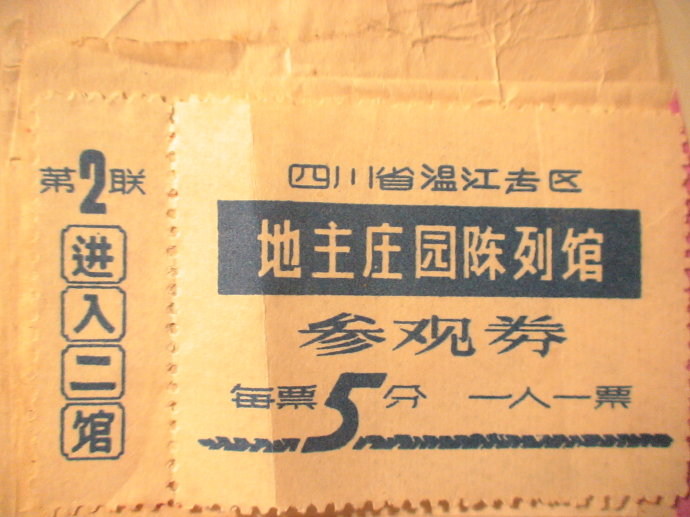 第2联
进入二馆
四川省温江专区
地主庄园陈列馆
参观券
每票5分 一人一票